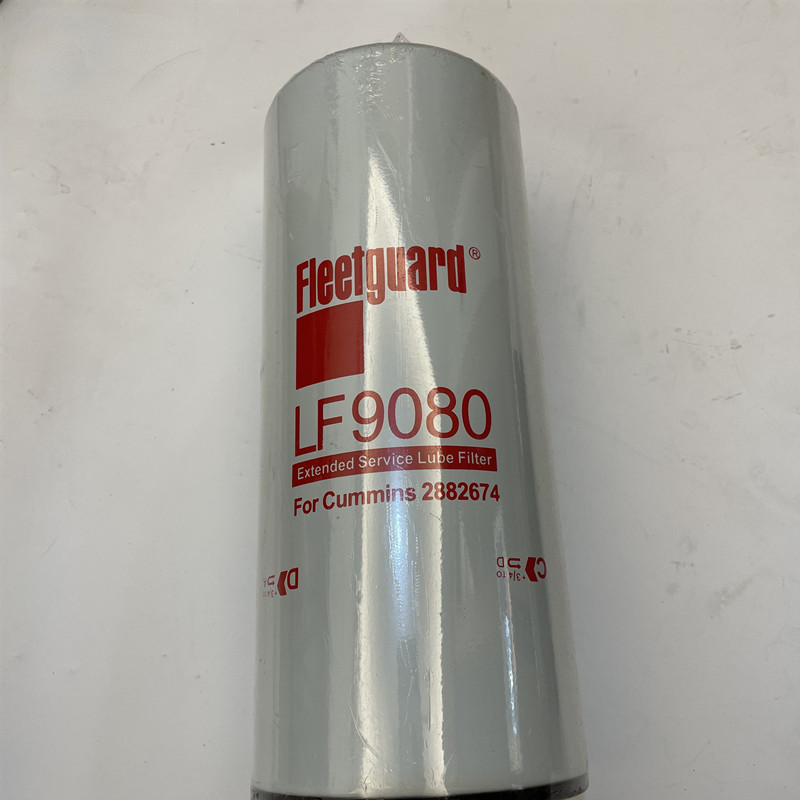 Fleetguard®
LF9080
Extended Service Lube Filter
For Cummins 2882674
D
C